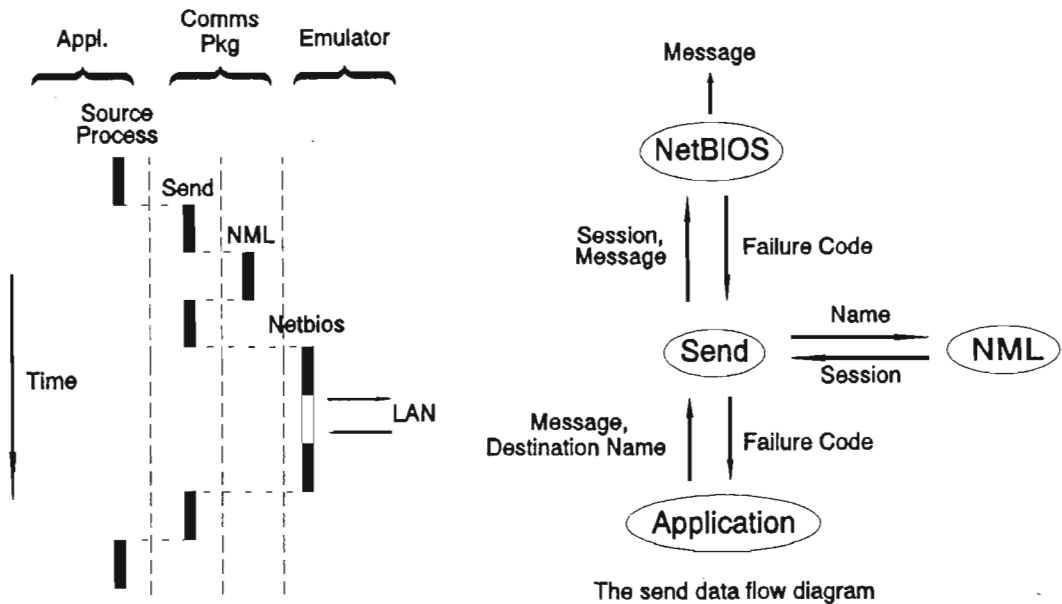 Appl.
Comms
Pkg
Emulator
Source
Process
Send
NML
Netbios
Time
LAN
Message
NetBIOS
Session,
Message
Failure Code
Send
Name
Session
NML
Message,
Destination Name
Failure Code
Application
The send data flow diagram